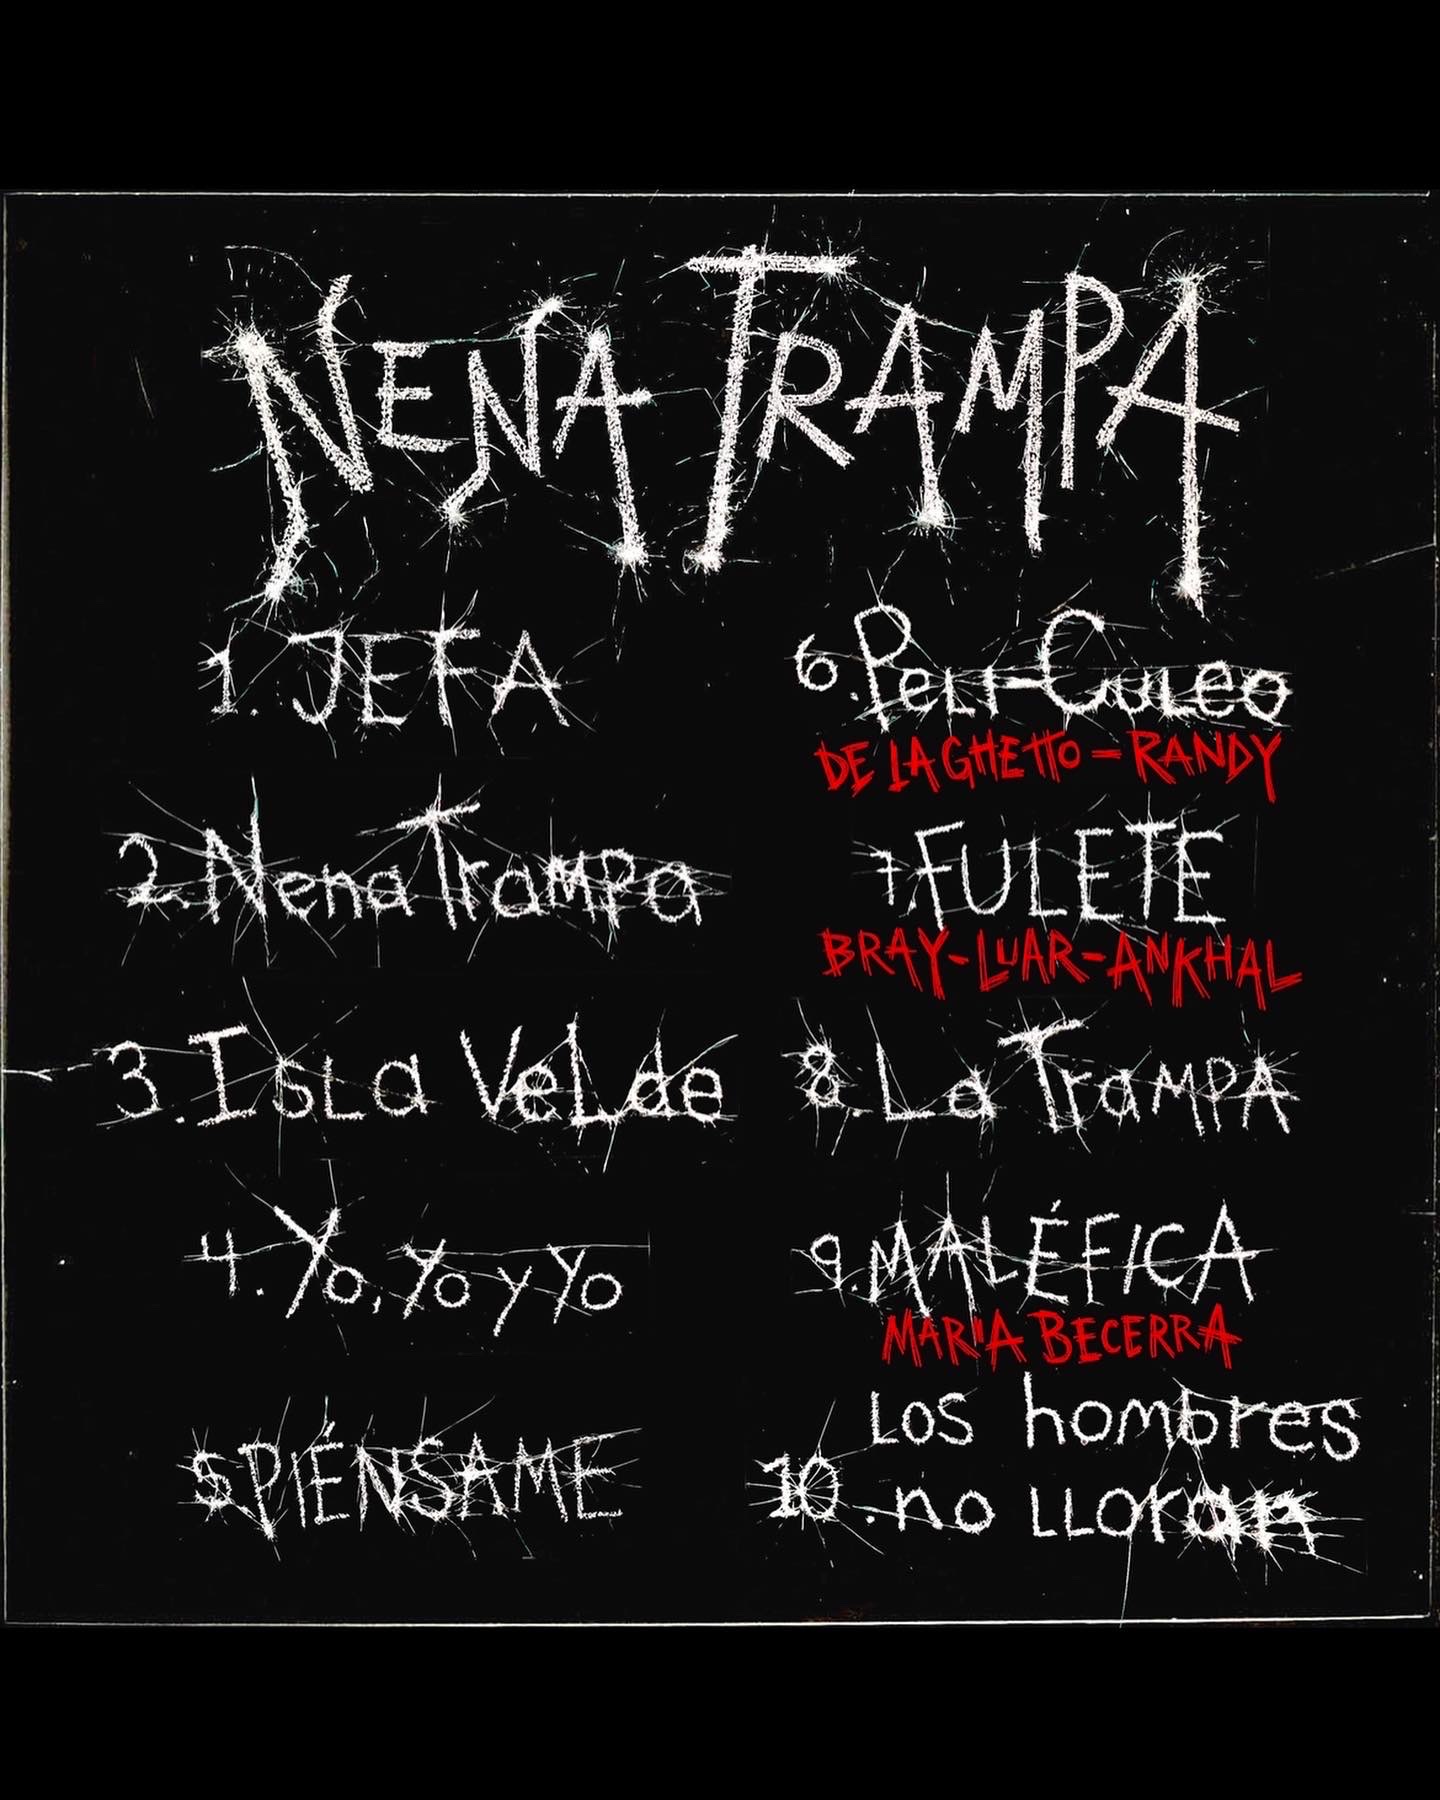 NENA TRAMPA
1. JEFA
2. Nena Trampa
3. Isla Velde
4. Yo, Yo y Yo
5. PIÉNSAME
6. Peli-Culeo
DE LA GHETTO - RANDY
7. FULETE
BRAY - LUAR - ANKHAL
8. La TrampA
9. MALÉFICA
MARIA BECERRA
10. Los hombres
no lloran